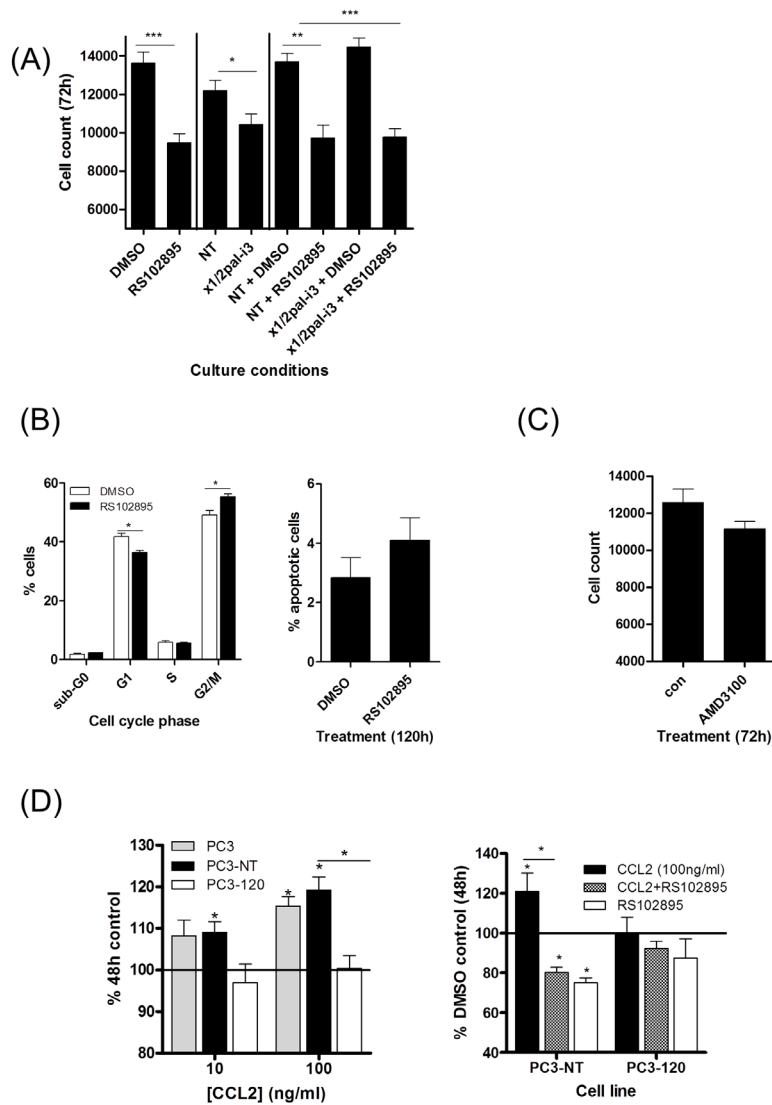 (A)
***
*
**
***
14000
12000
10000
8000
6000
Cell count (72h)
DMSO
RS102895
NT
x1/2pal-i3
NT + DMSO
NT + RS102895
x1/2pal-i3 + DMSO
x1/2pal-i3 + RS102895
Culture conditions
(B)
60
40
20
0
% cells
DMSO
RS102895
*
*
sub-G0
G1
S
G2/M
Cell cycle phase
6
4
2
0
% apoptotic cells
DMSO
RS102895
Treatment (120h)
(C)
14000
12000
10000
8000
6000
4000
Cell count
con
AMD3100
Treatment (72h)
(D)
130
120
110
100
90
80
% 48h control
PC3
PC3-NT
PC3-120
*
*
*
*
10
100
[CCL2] (ng/ml)
140
120
100
80
60
40
% DMSO control (48h)
CCL2 (100ng/ml)
CCL2+RS102895
RS102895
*
*
*
*
PC3-NT
PC3-120
Cell line